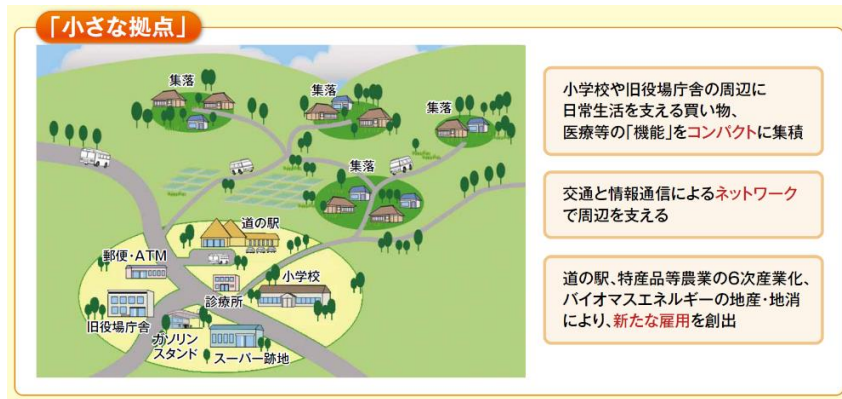 「小さな拠点」
集落
集落
集落
集落
道の駅
郵便・ATM
小学校
診療所
旧役場庁舎
ガソリン
スタンド
スーパー跡地
小学校や旧役場庁舎の周辺に
日常生活を支える買い物、
医療等の「機能」をコンパクトに集積
交通と情報通信によるネットワーク
で周辺を支える
道の駅、特産品等農業の6次産業化、
バイオマスエネルギーの地産・地消
により、新たな雇用を創出